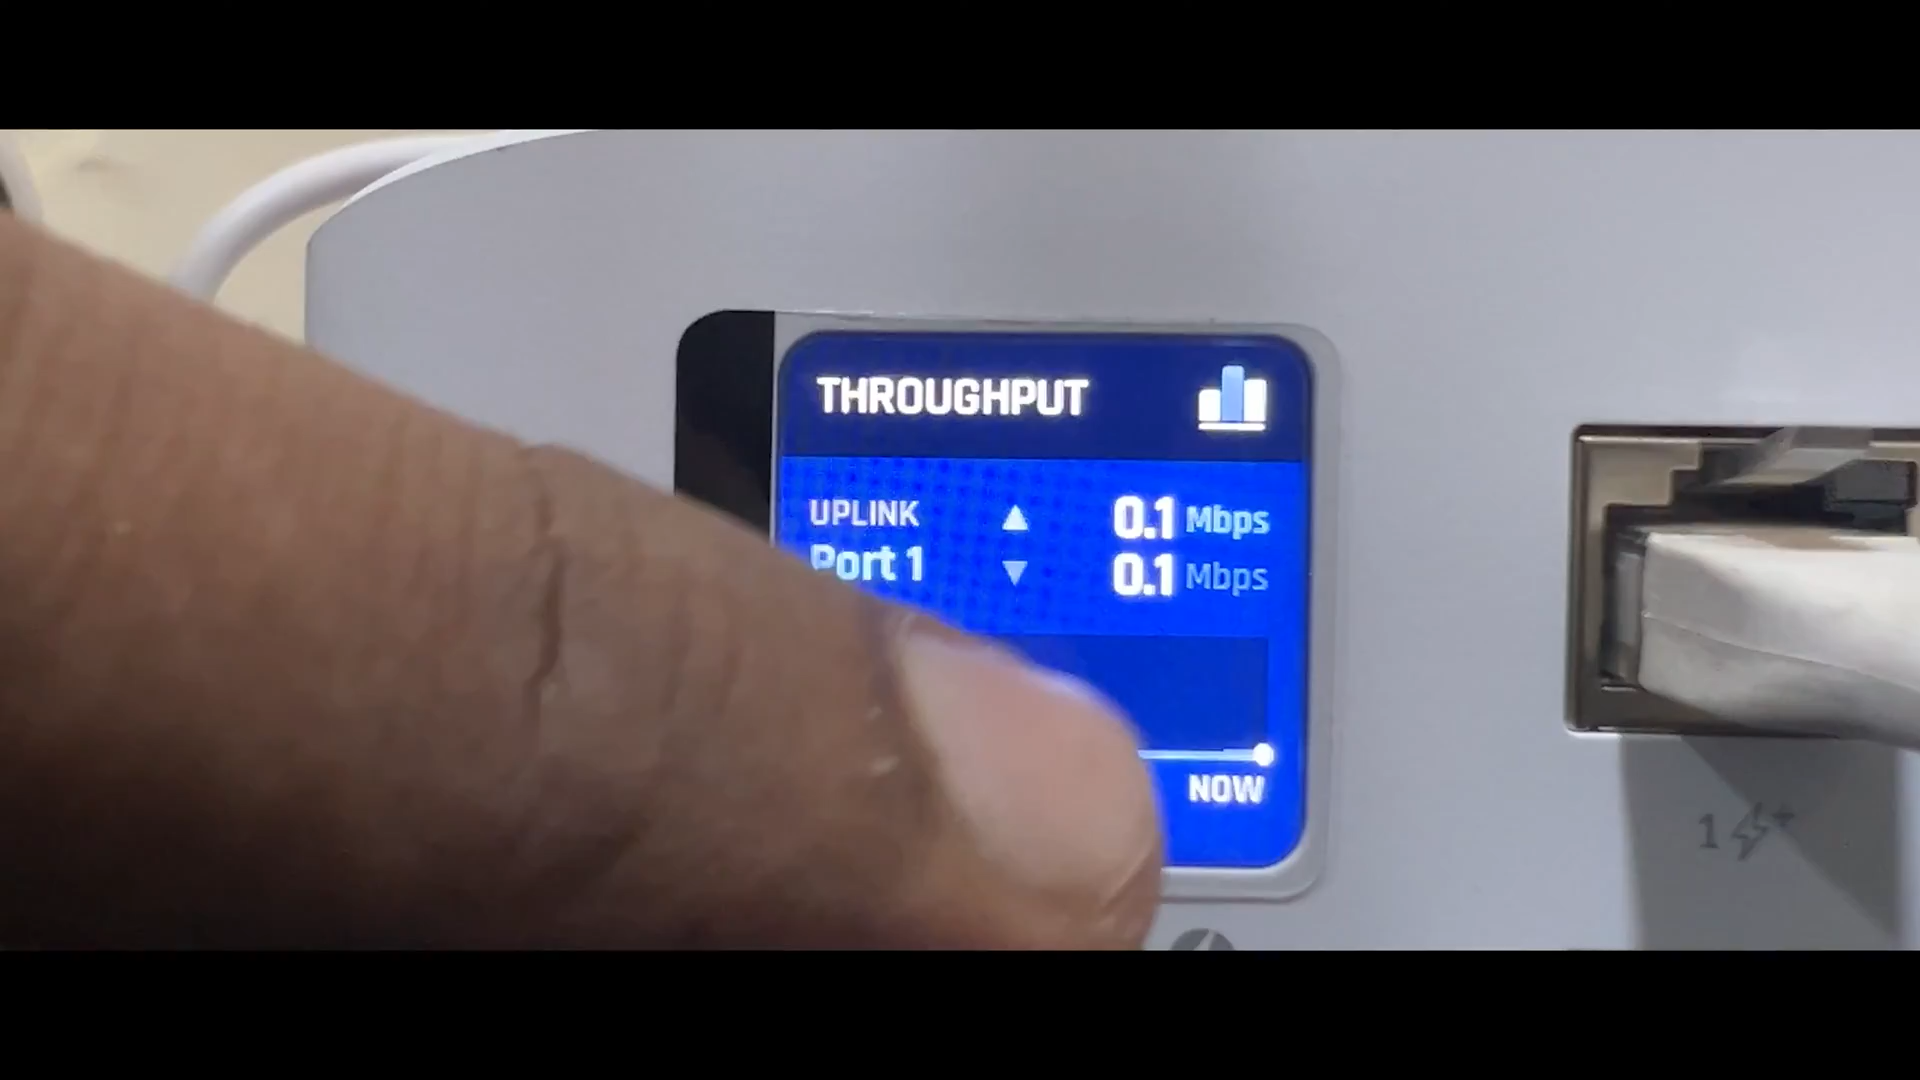 THROUGHPUT
UPLINK ▲ 0.1 Mbps
Port 1 ▼ 0.1 Mbps
NOW
1